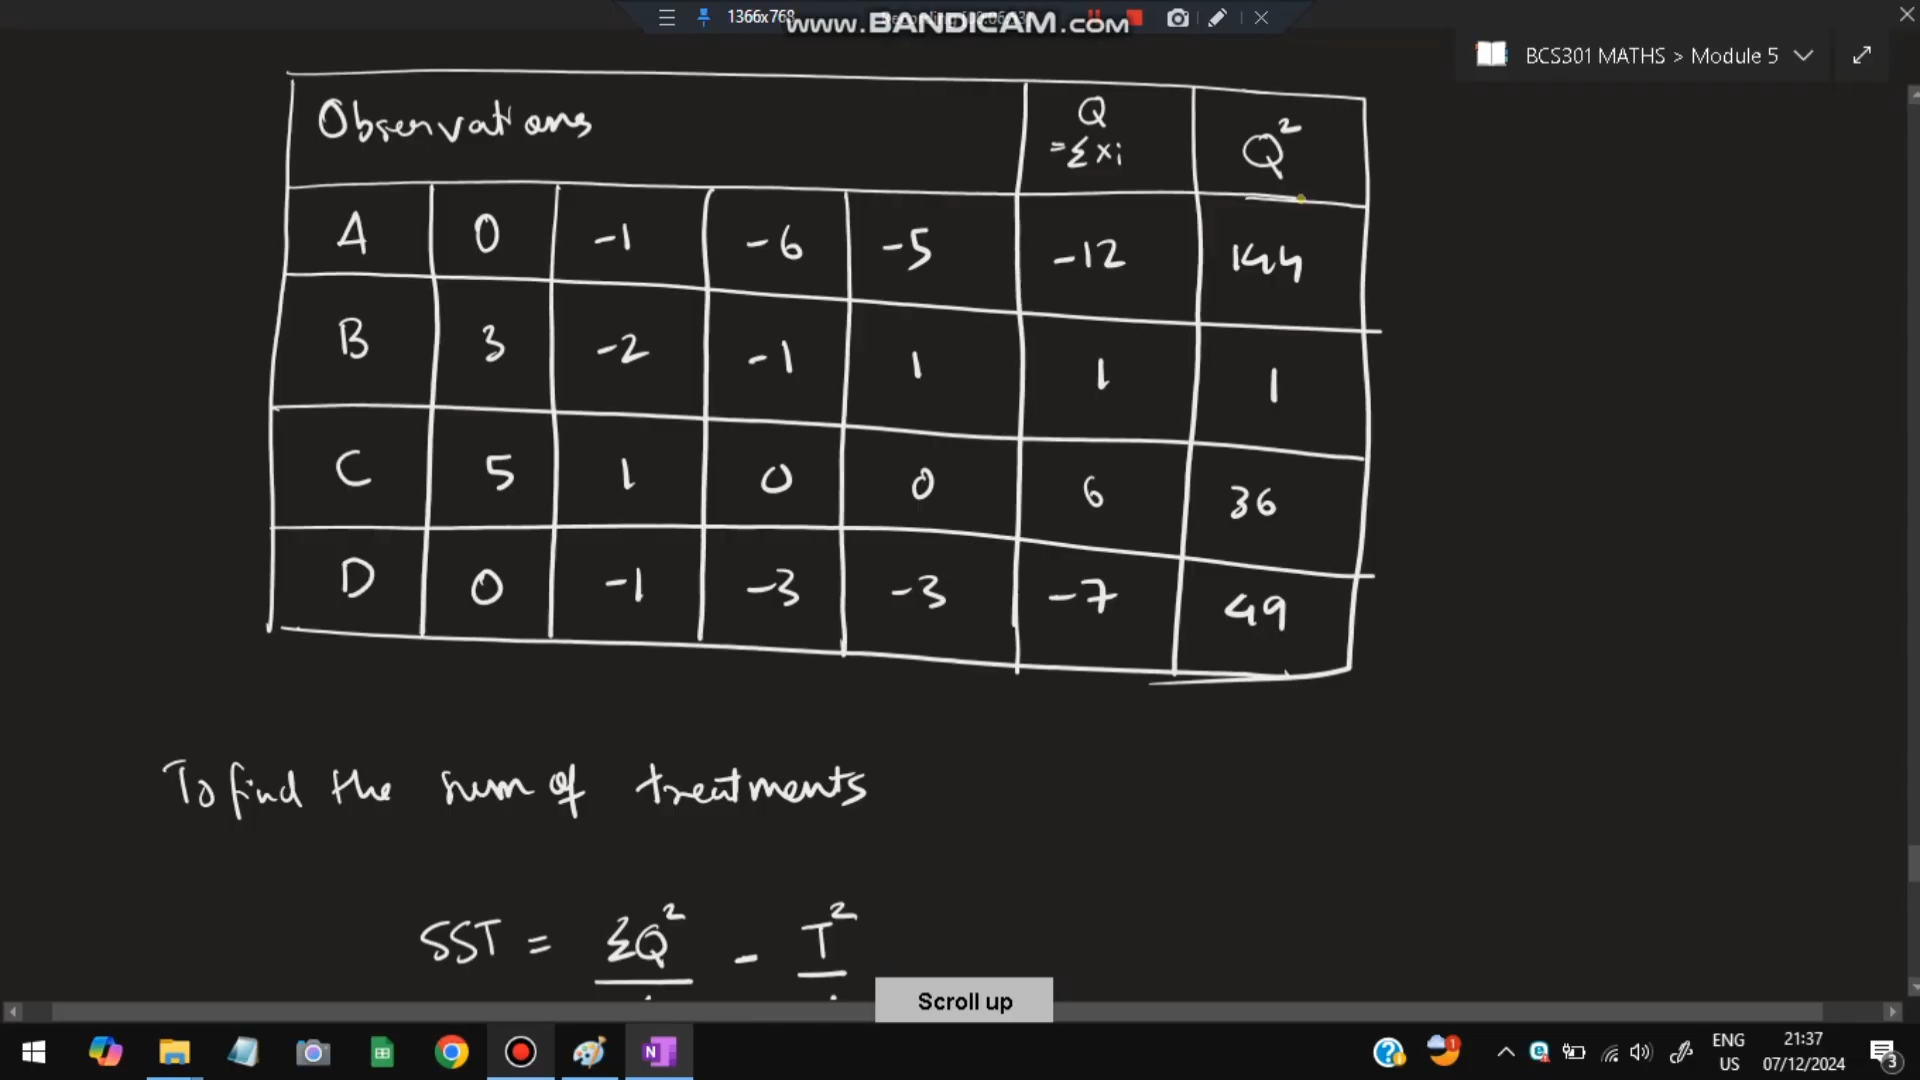 1366x768
www.BANDICAM.com
BCS301 MATHS > Module 5
Observations Q =Σxi Q²
A 0 -1 -6 -5 -12 144
B 3 -2 -1 1 1 1
C 5 1 0 0 6 36
D 0 -1 -3 -3 -7 49
To find the sum of treatments
SST = ΣQ² - T²
Scroll up
ENG 21:37
US 07/12/2024